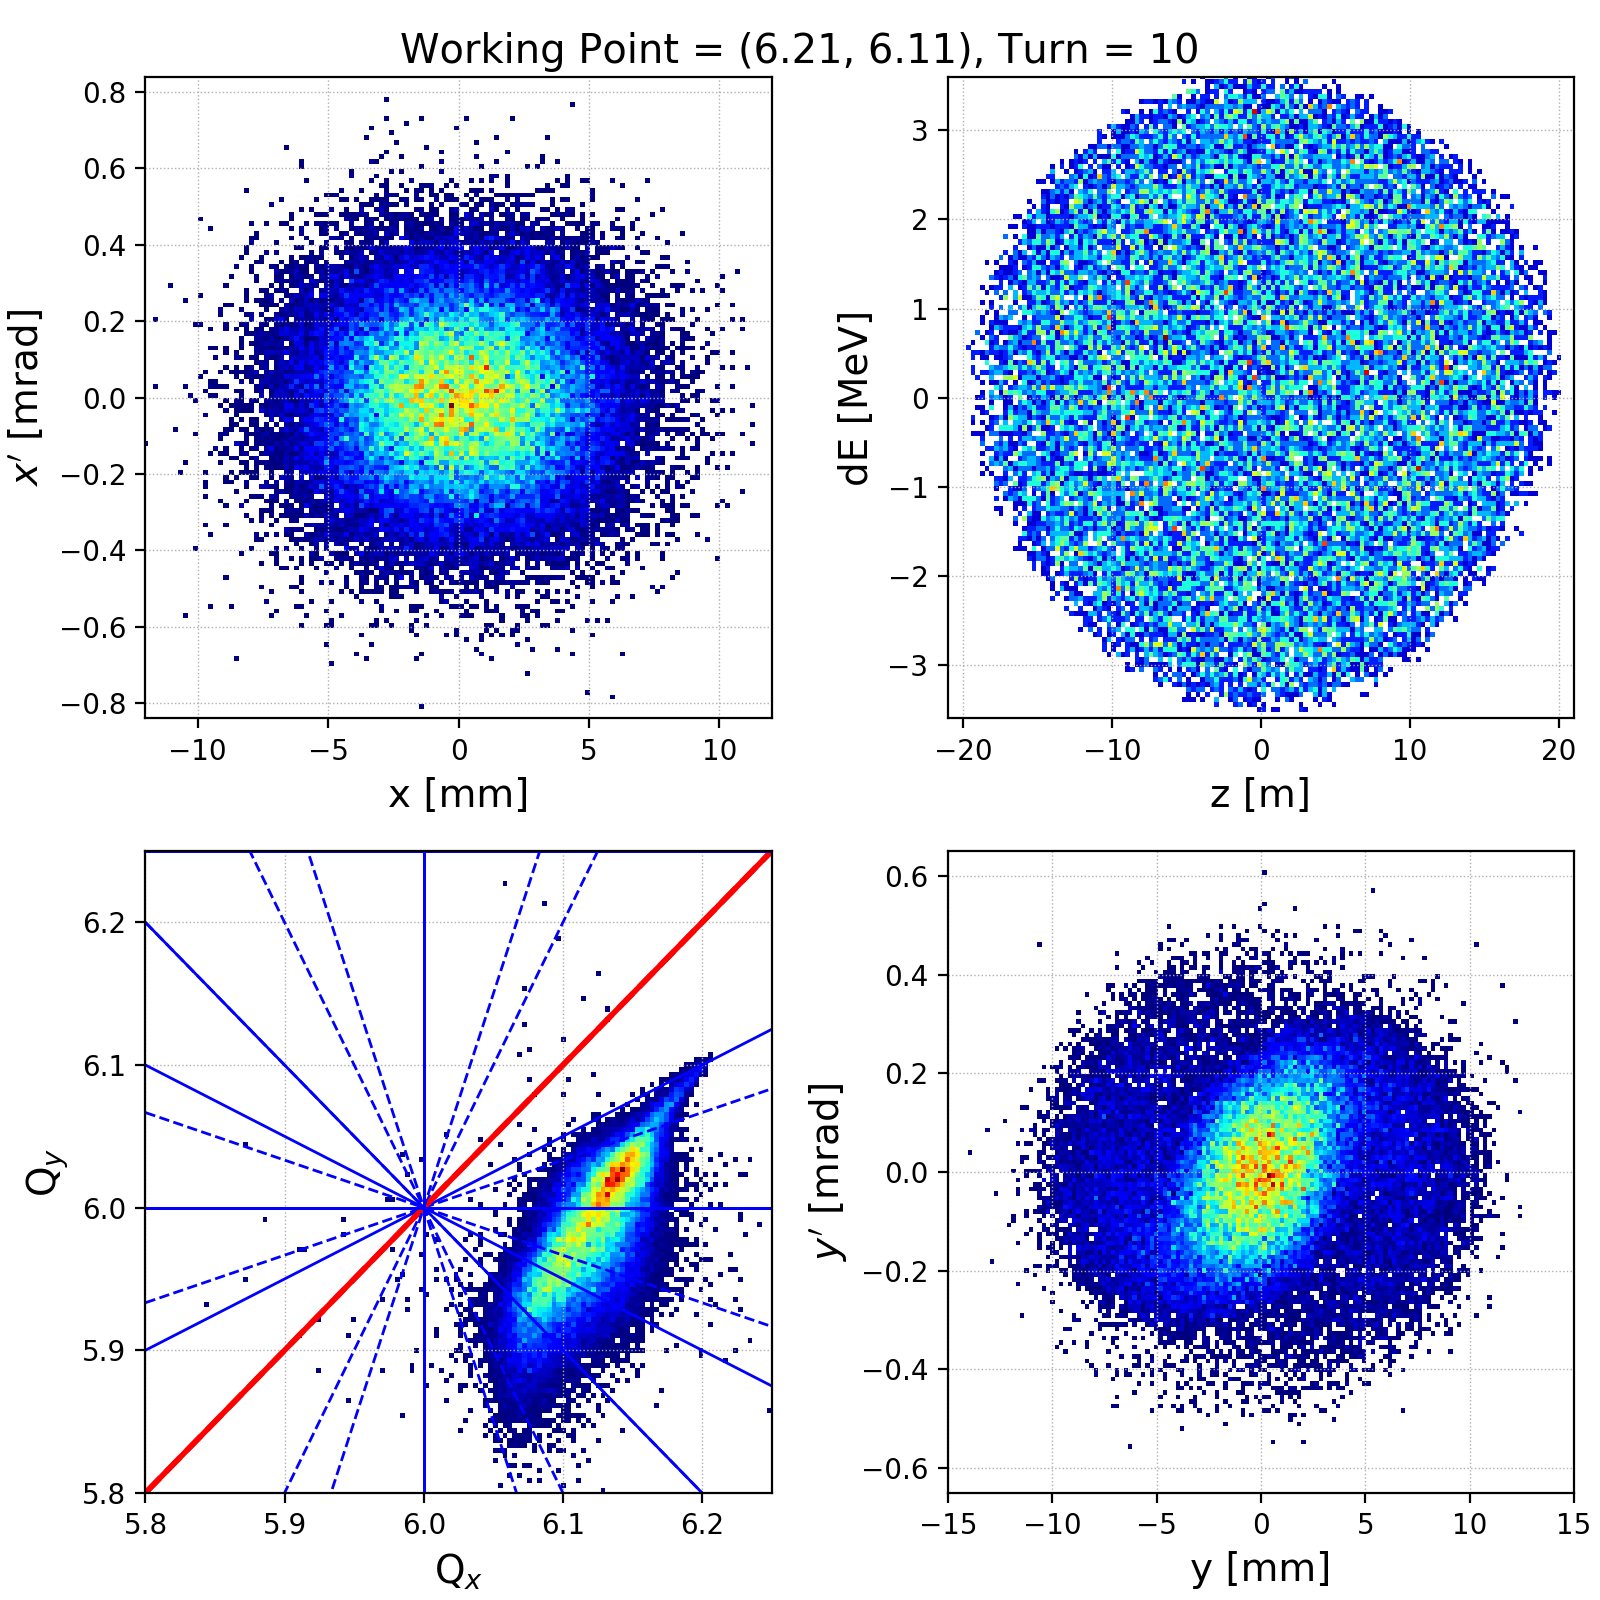 Working Point = (6.21, 6.11), Turn = 10
0.8
0.6
0.4
0.2
0.0
−0.2
−0.4
−0.6
−0.8
x′ [mrad]
−10 −5 0 5 10
x [mm]
3
2
1
0
−1
−2
−3
dE [MeV]
−20 −10 0 10 20
z [m]
6.2
6.1
6.0
5.9
5.8
Qy
5.8 5.9 6.0 6.1 6.2
Qx
0.6
0.4
0.2
0.0
−0.2
−0.4
−0.6
y′ [mrad]
−15 −10 −5 0 5 10 15
y [mm]